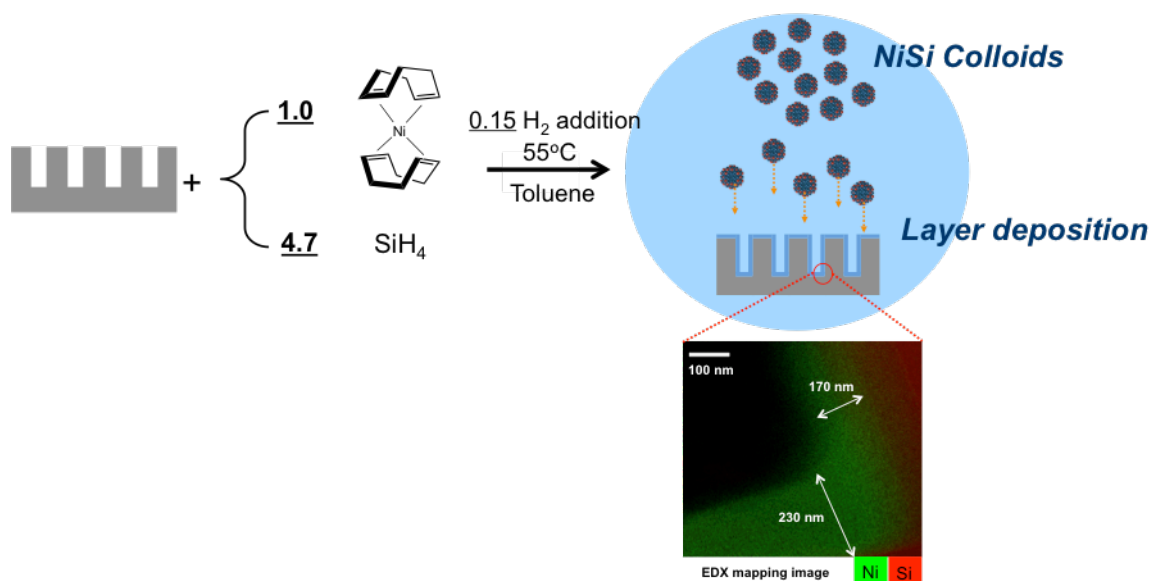 NiSi Colloids
1.0
Ni
0.15 H₂ addition
55°C
Toluene
+
4.7
SiH₄
Layer deposition
100 nm
170 nm
230 nm
EDX mapping image
Ni
Si